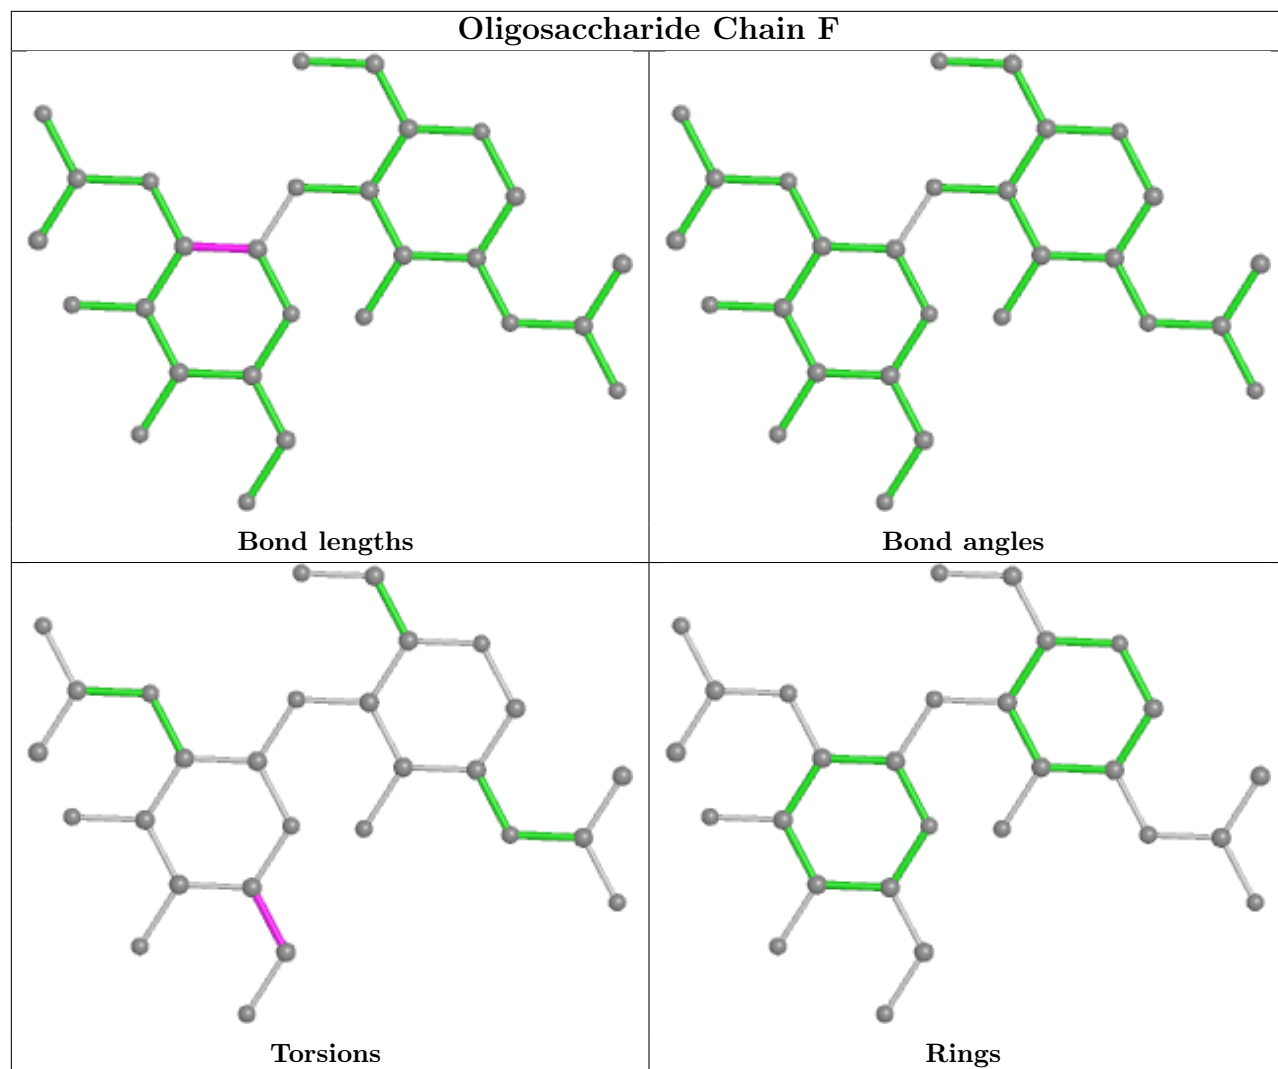 Oligosaccharide Chain F
Bond lengths
Bond angles
Torsions
Rings